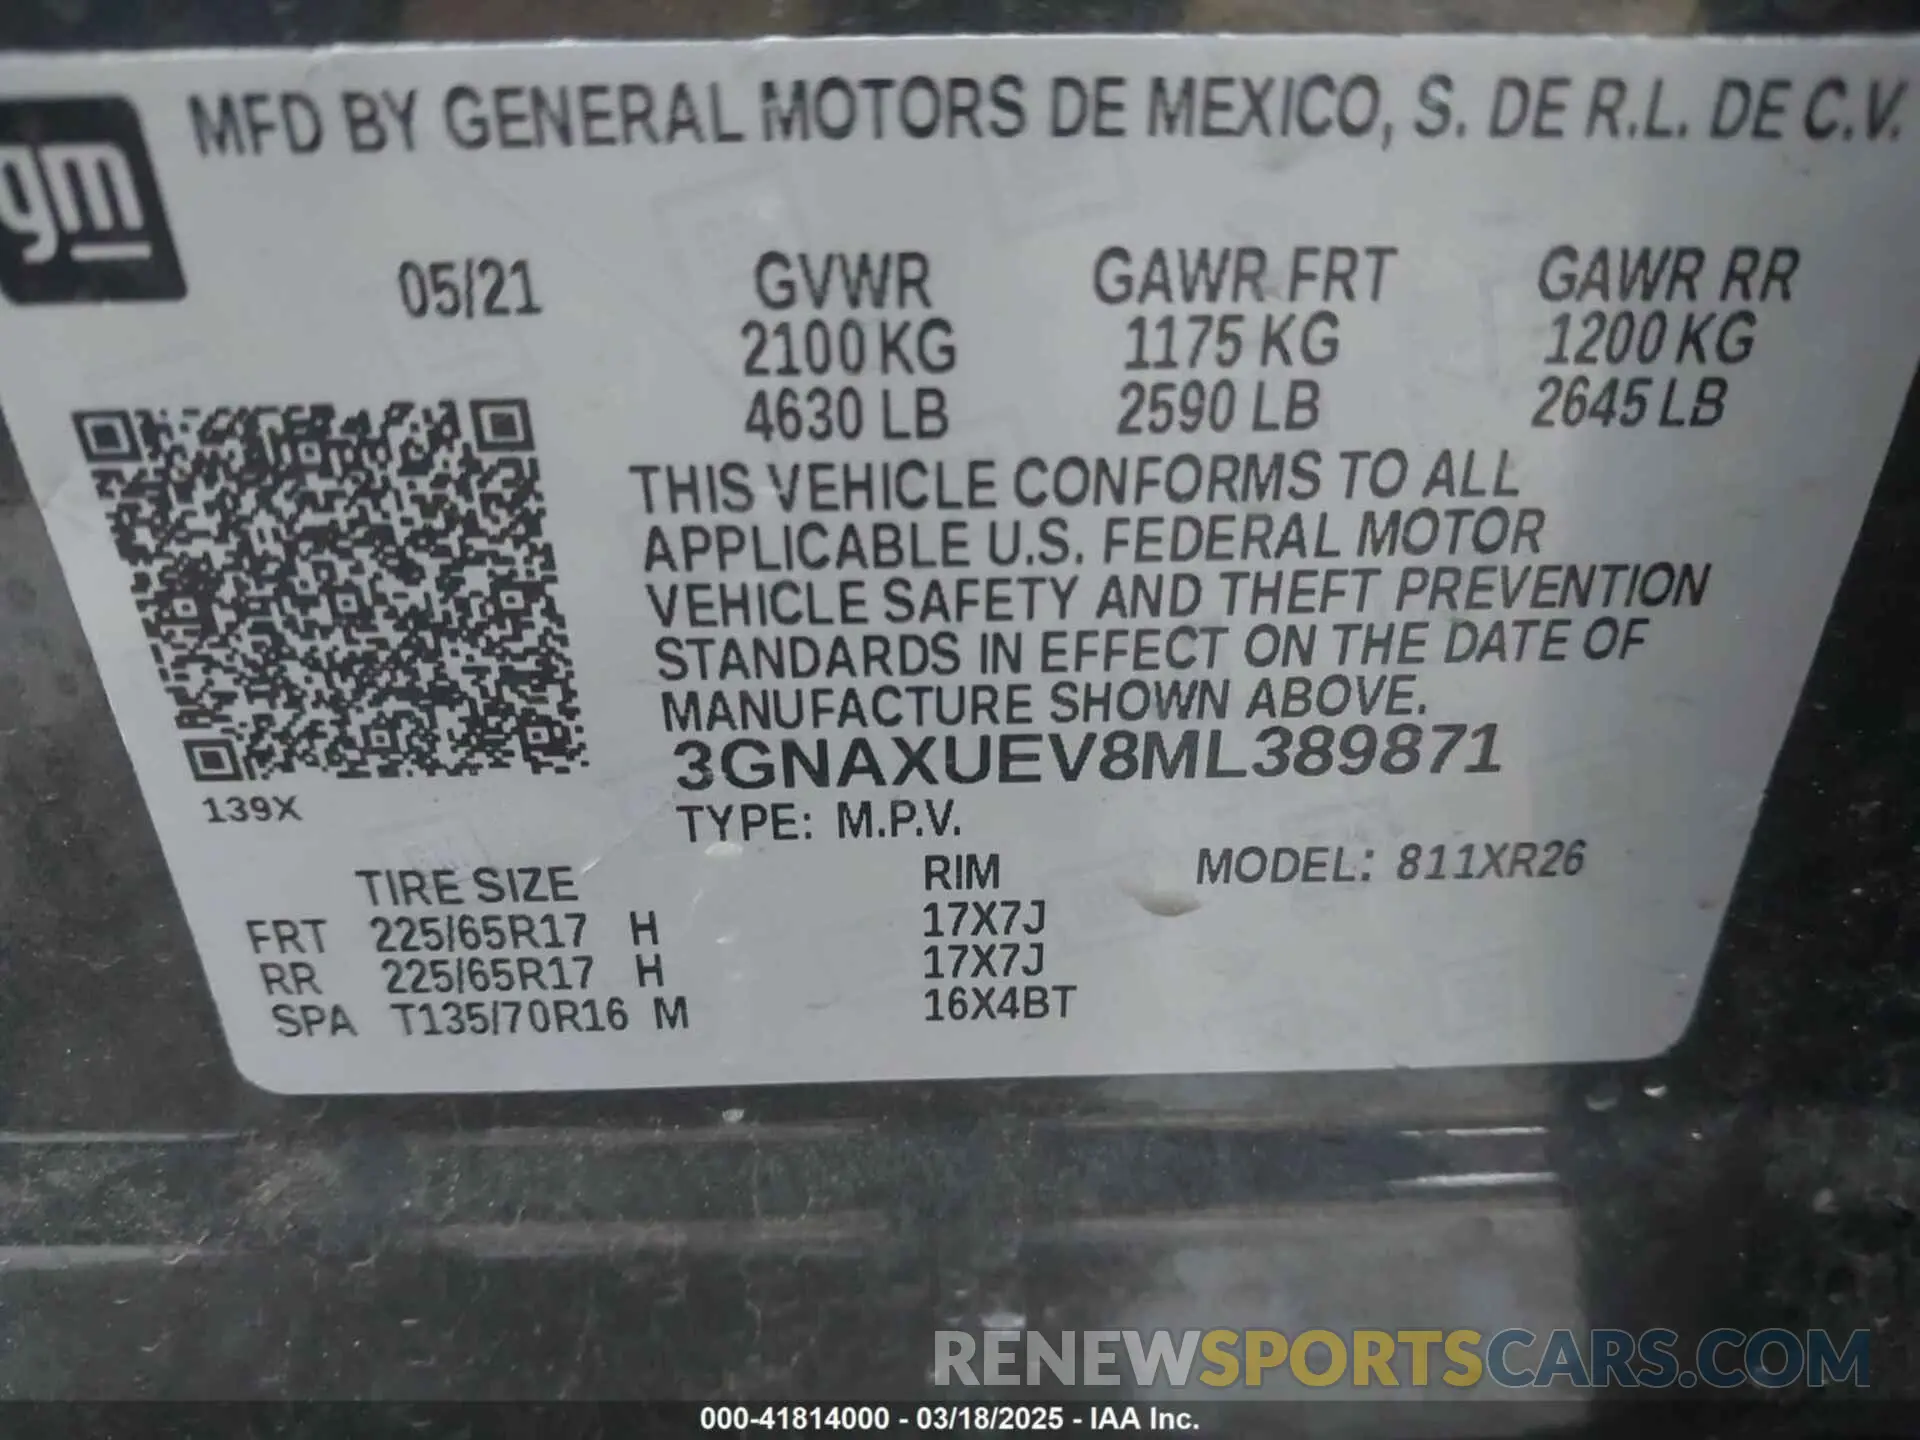 gm
MFD BY GENERAL MOTORS DE MEXICO, S. DE R.L. DE C.V.
05/21 GVWR GAWR FRT GAWR RR
2100 KG 1175 KG 1200 KG
4630 LB 2590 LB 2645 LB
THIS VEHICLE CONFORMS TO ALL
APPLICABLE U.S. FEDERAL MOTOR
VEHICLE SAFETY AND THEFT PREVENTION
STANDARDS IN EFFECT ON THE DATE OF
MANUFACTURE SHOWN ABOVE.
3GNAXUEV8ML389871
139X
TYPE: M.P.V.
TIRE SIZE RIM MODEL: 811XR26
FRT 225/65R17 H 17X7J
RR 225/65R17 H 17X7J
SPA T135/70R16 M 16X4BT
RENEWSPORTSCARS.COM
000-41814000 - 03/18/2025 - IAA Inc.